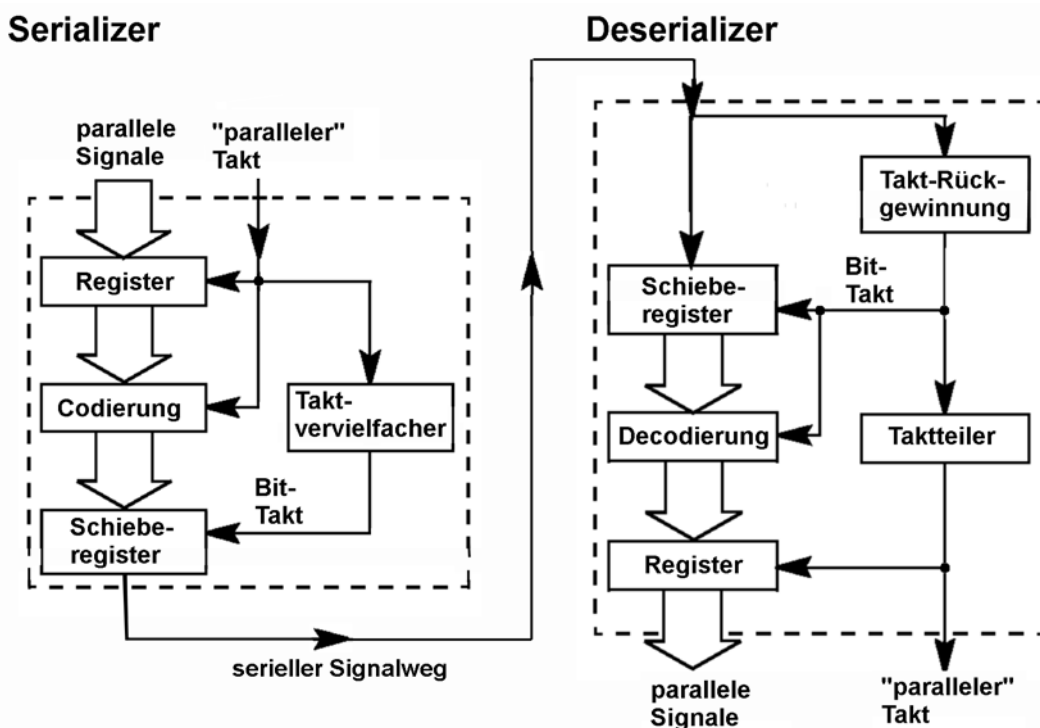 Serializer
parallele
Signale
"paralleler"
Takt
Register
Codierung
Takt-
vervielfacher
Bit-
Takt
Schiebe-
register
serieller Signalweg
Deserializer
Takt-Rück-
gewinnung
Bit-
Takt
Schiebe-
register
Decodierung
Taktteiler
Register
parallele
Signale
"paralleler"
Takt